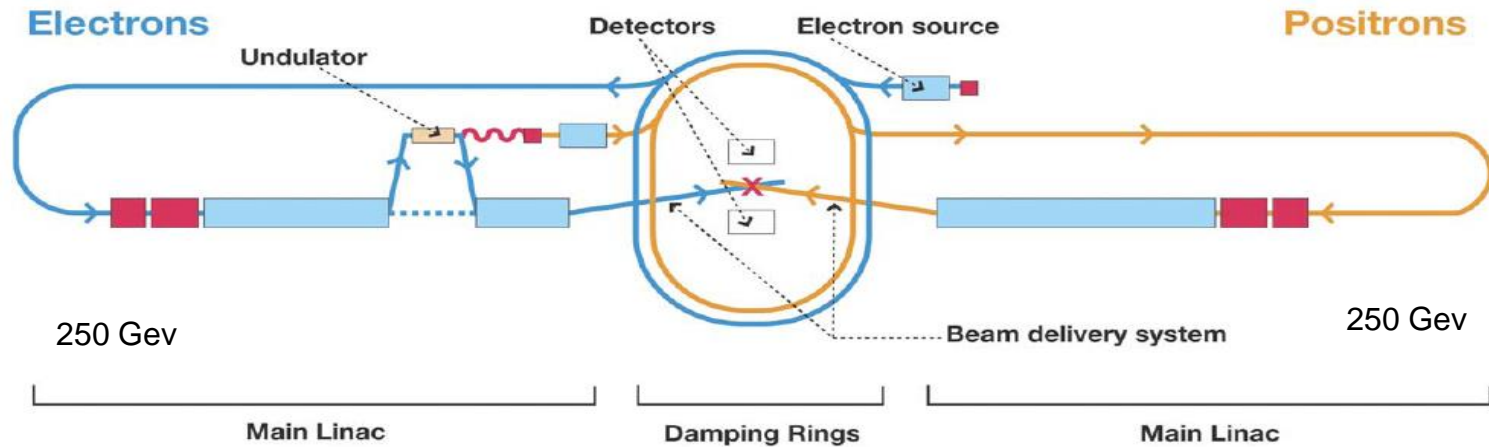 Electrons
Detectors
Electron source
Positrons
Undulator
250 Gev
Beam delivery system
250 Gev
Main Linac
Damping Rings
Main Linac